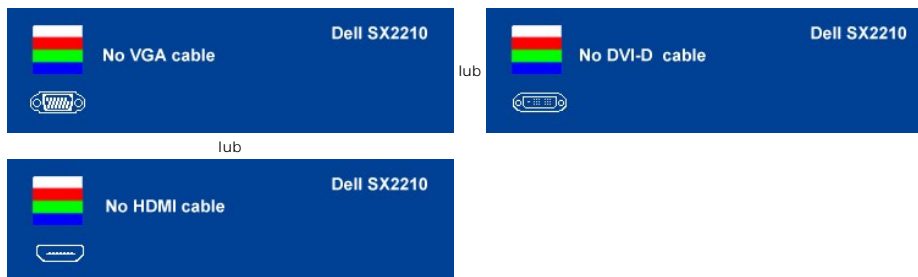 Dell SX2210
No VGA cable
lub
Dell SX2210
No DVI-D cable
lub
Dell SX2210
No HDMI cable